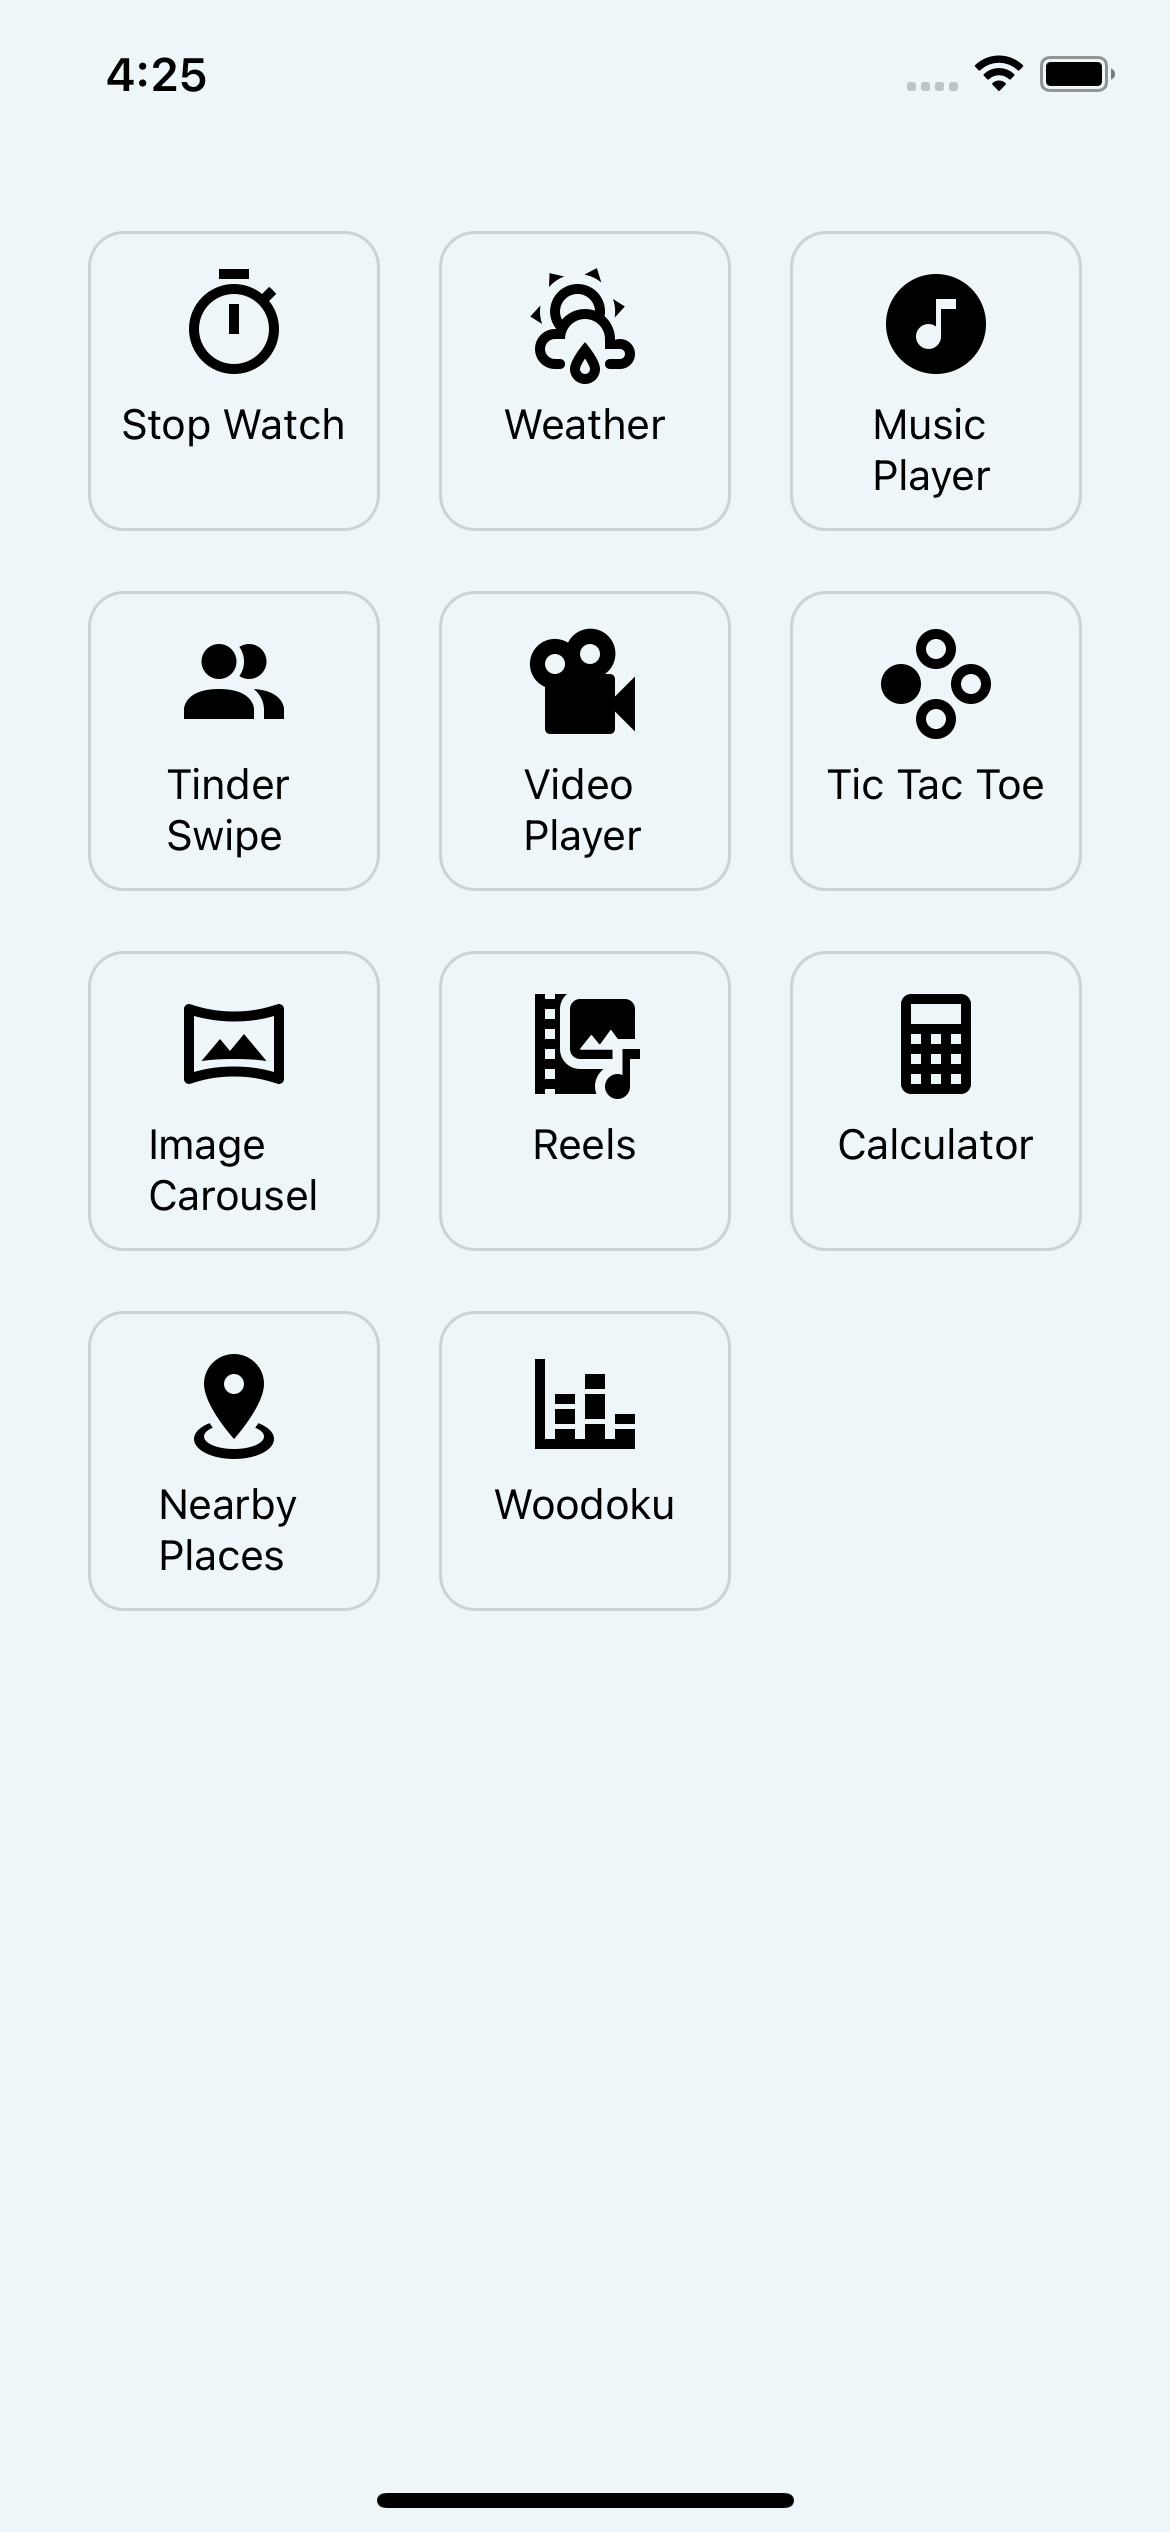 4:25
Stop Watch
Weather
Music
Player
Tinder
Swipe
Video
Player
Tic Tac Toe
Image
Carousel
Reels
Calculator
Nearby
Places
Woodoku